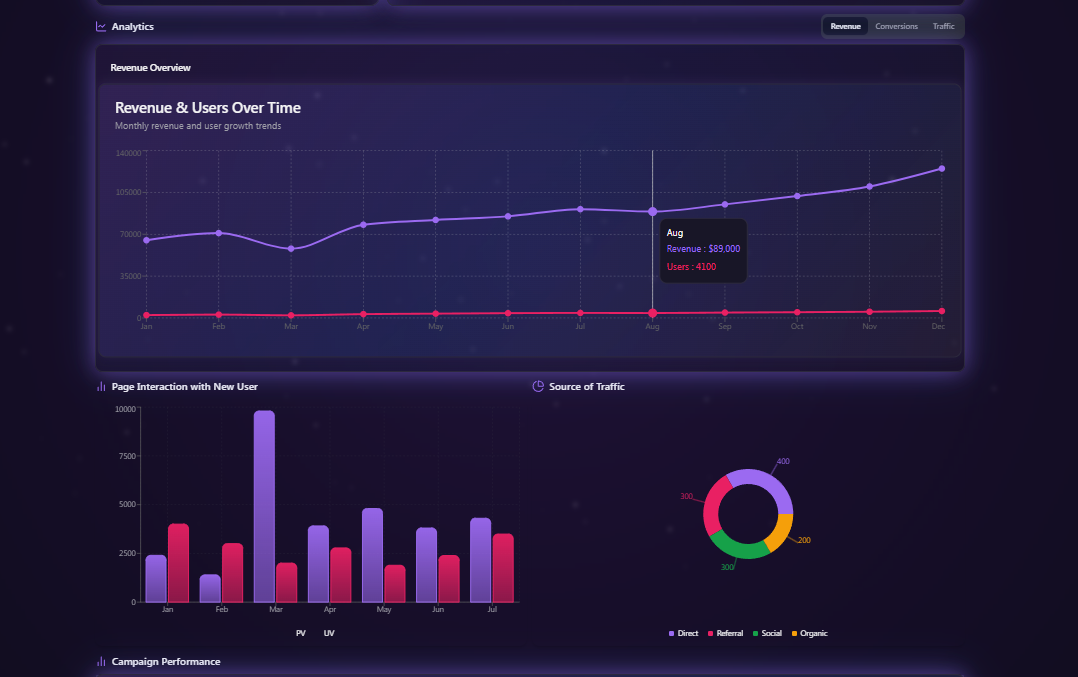 Analytics
Revenue Conversions Traffic
Revenue Overview
Revenue & Users Over Time
Monthly revenue and user growth trends
140000
105000
70000
35000
0
Aug
Revenue : $89,000
Users : 4100
Jan Feb Mar Apr May Jun Jul Aug Sep Oct Nov Dec
Page Interaction with New User
Source of Traffic
10000
7500
5000
2500
0
Jan Feb Mar Apr May Jun Jul
PV UV
400
300
200
300
Direct Referral Social Organic
Campaign Performance